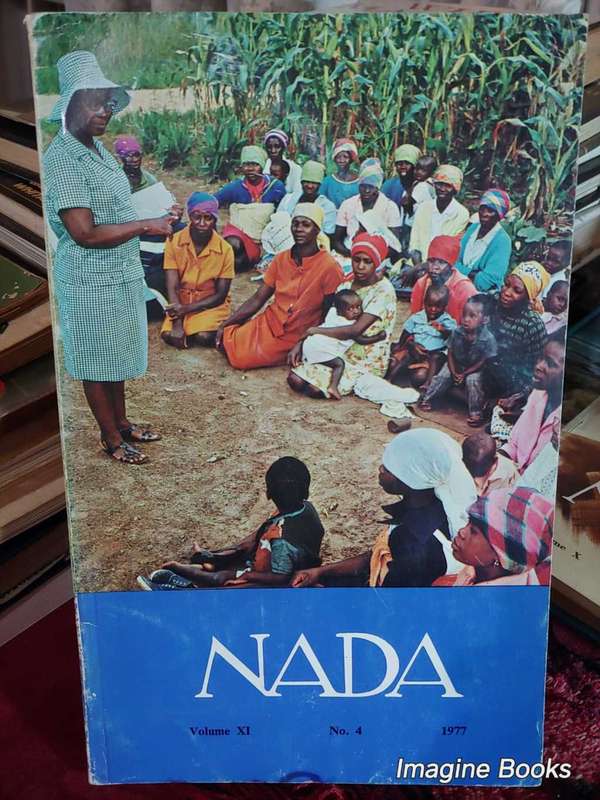 NADA
Volume XI No. 4 1977
Imagine Books